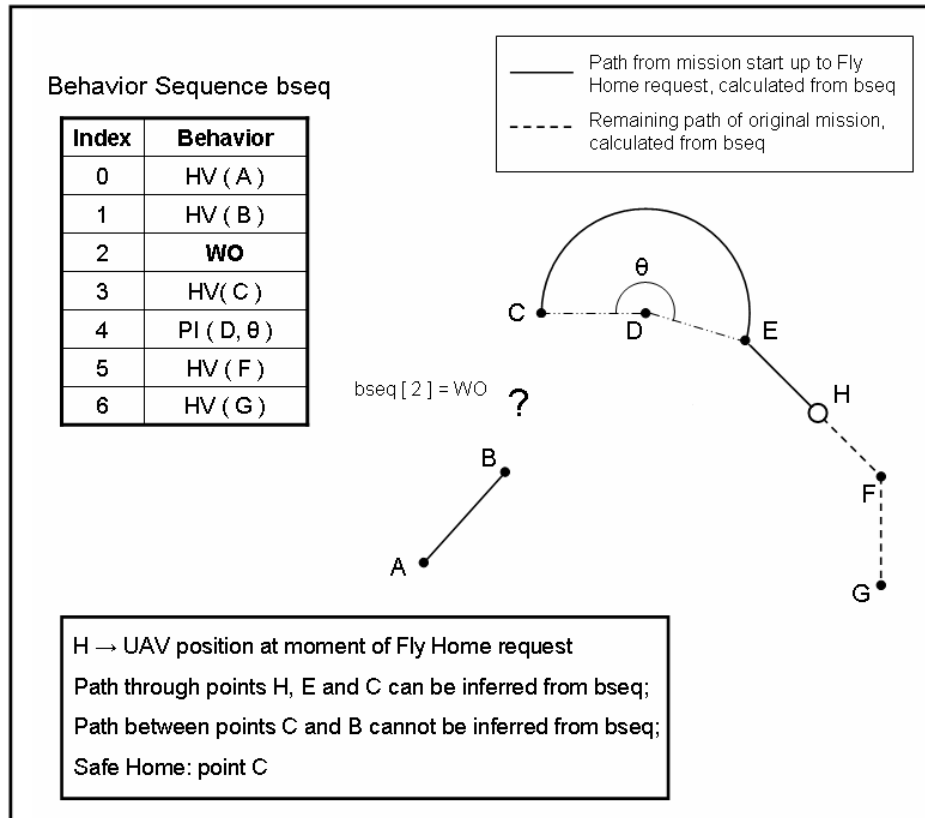 Path from mission start up to Fly
Home request, calculated from bseq
Remaining path of original mission,
calculated from bseq
Behavior Sequence bseq
Index Behavior
0 HV ( A )
1 HV ( B )
2 WO
3 HV( C )
4 PI ( D, θ )
5 HV ( F )
6 HV ( G )
θ
C
D
E
bseq [ 2 ] = WO ?
H
B
F
A
G
H → UAV position at moment of Fly Home request
Path through points H, E and C can be inferred from bseq;
Path between points C and B cannot be inferred from bseq;
Safe Home: point C